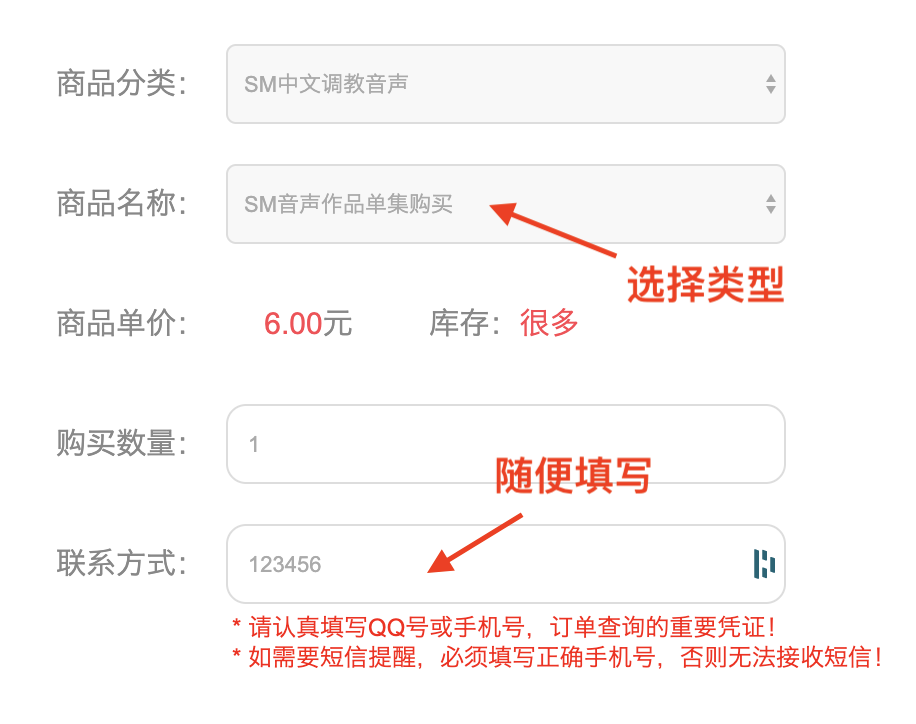 商品分类：
SM中文调教音声
商品名称：
SM音声作品单集购买
选择类型
商品单价：
6.00元
库存：很多
购买数量：
1
随便填写
联系方式：
123456
* 请认真填写QQ号或手机号，订单查询的重要凭证！
* 如需要短信提醒，必须填写正确手机号，否则无法接收短信！